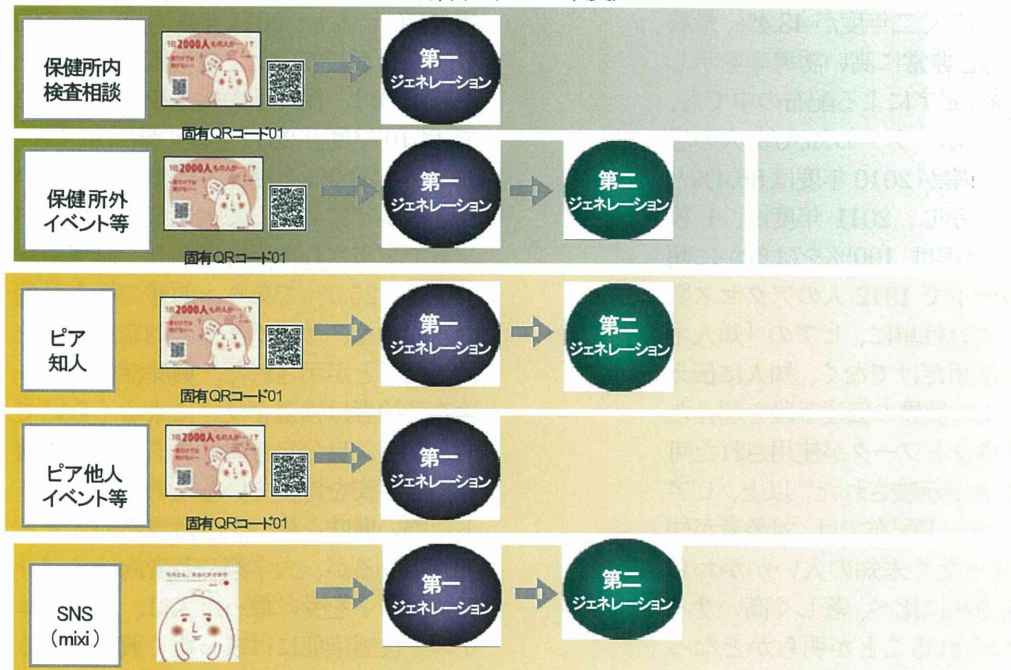 保健所内
検査相談
1日2000人もの人が…!?
固有QRコード01
第一
ジェネレーション
保健所外
イベント等
1日2000人もの人が…!?
固有QRコード01
第一
ジェネレーション
第二
ジェネレーション
ピア
知人
1日2000人もの人が…!?
固有QRコード01
第一
ジェネレーション
第二
ジェネレーション
ピア他人
イベント等
1日2000人もの人が…!?
固有QRコード01
第一
ジェネレーション
SNS
(mixi)
第一
ジェネレーション
第二
ジェネレーション